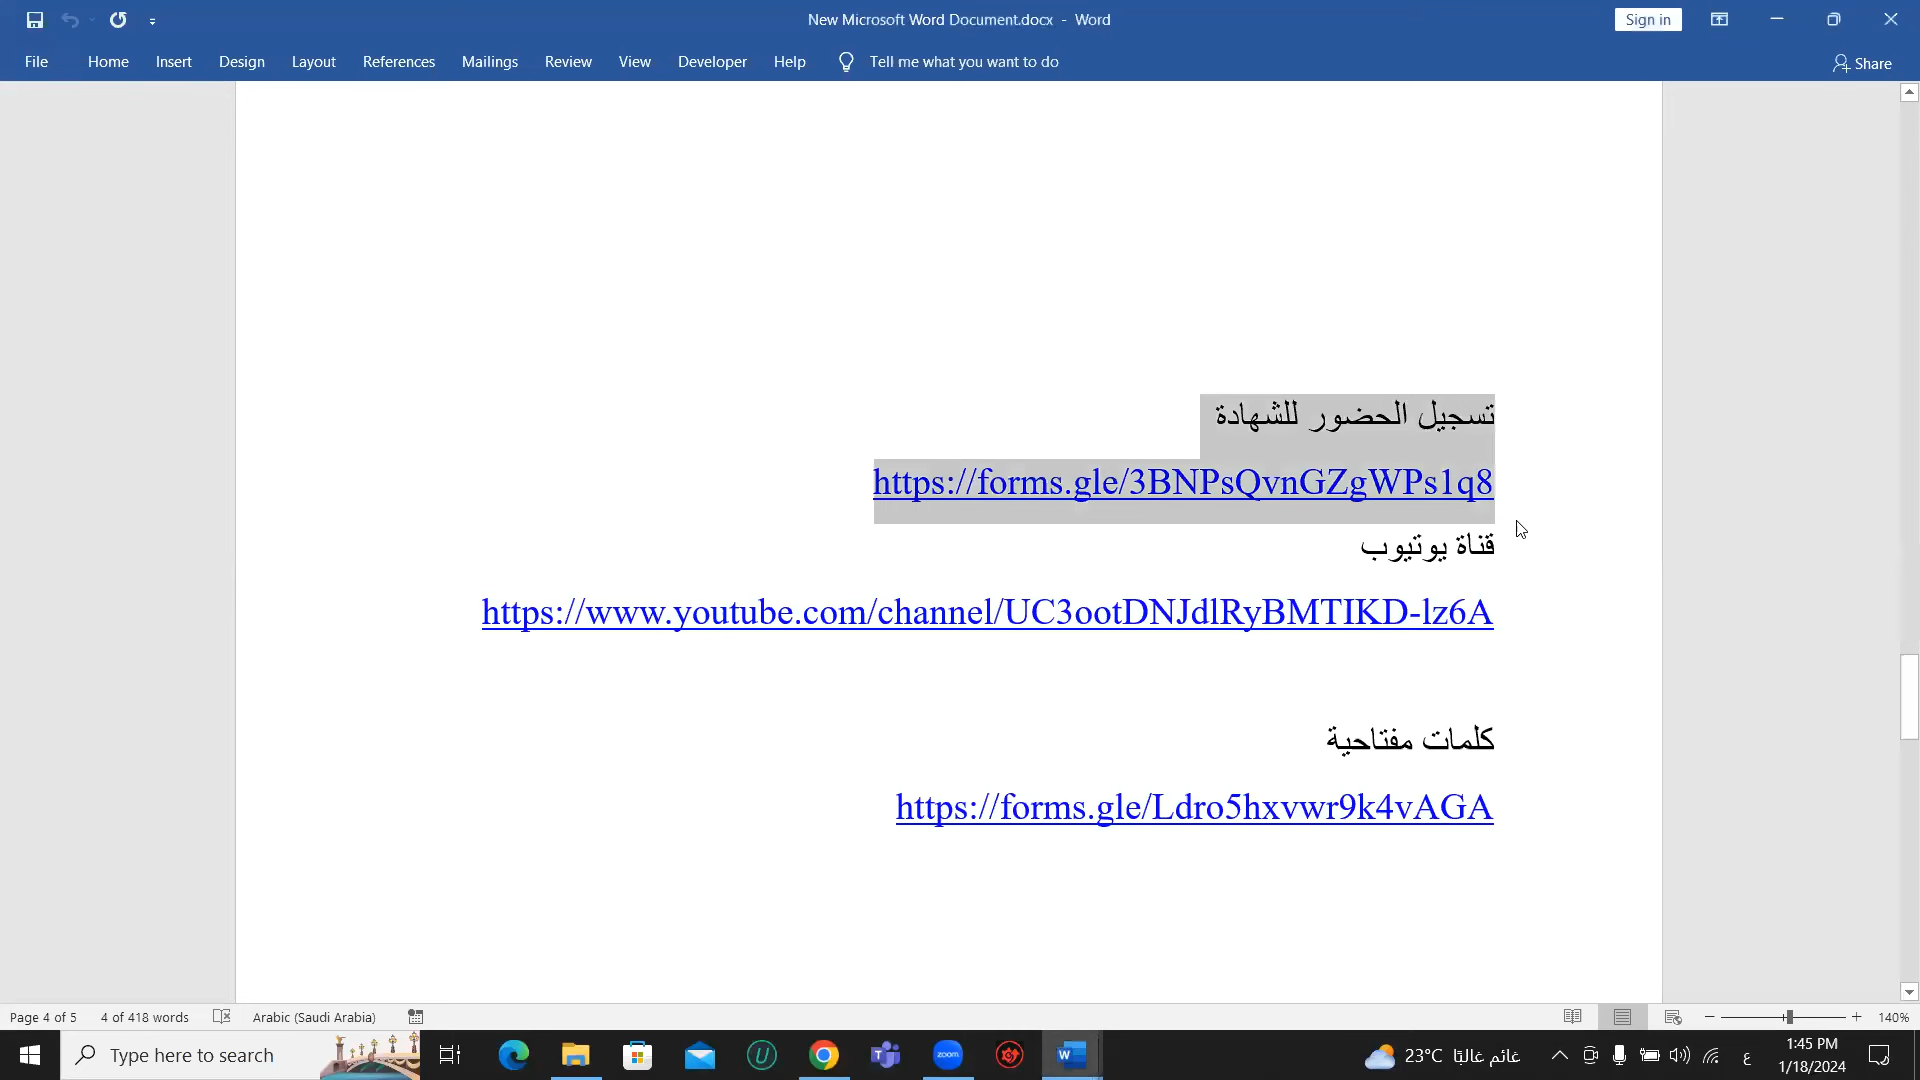 New Microsoft Word Document.docx - Word
Sign in
File Home Insert Design Layout References Mailings Review View Developer Help Tell me what you want to do
Share
تسجيل الحضور للشهادة
https://forms.gle/3BNPsQvnGZgWPs1q8
قناة يوتيوب
https://www.youtube.com/channel/UC3ootDNJdlRyBMTIKD-lz6A
كلمات مفتاحية
https://forms.gle/Ldro5hxvwr9k4vAGA
Page 4 of 5 4 of 418 words Arabic (Saudi Arabia) 140%
Type here to search
zoom
23°C غائم غالبًا
ع
1:45 PM
1/18/2024